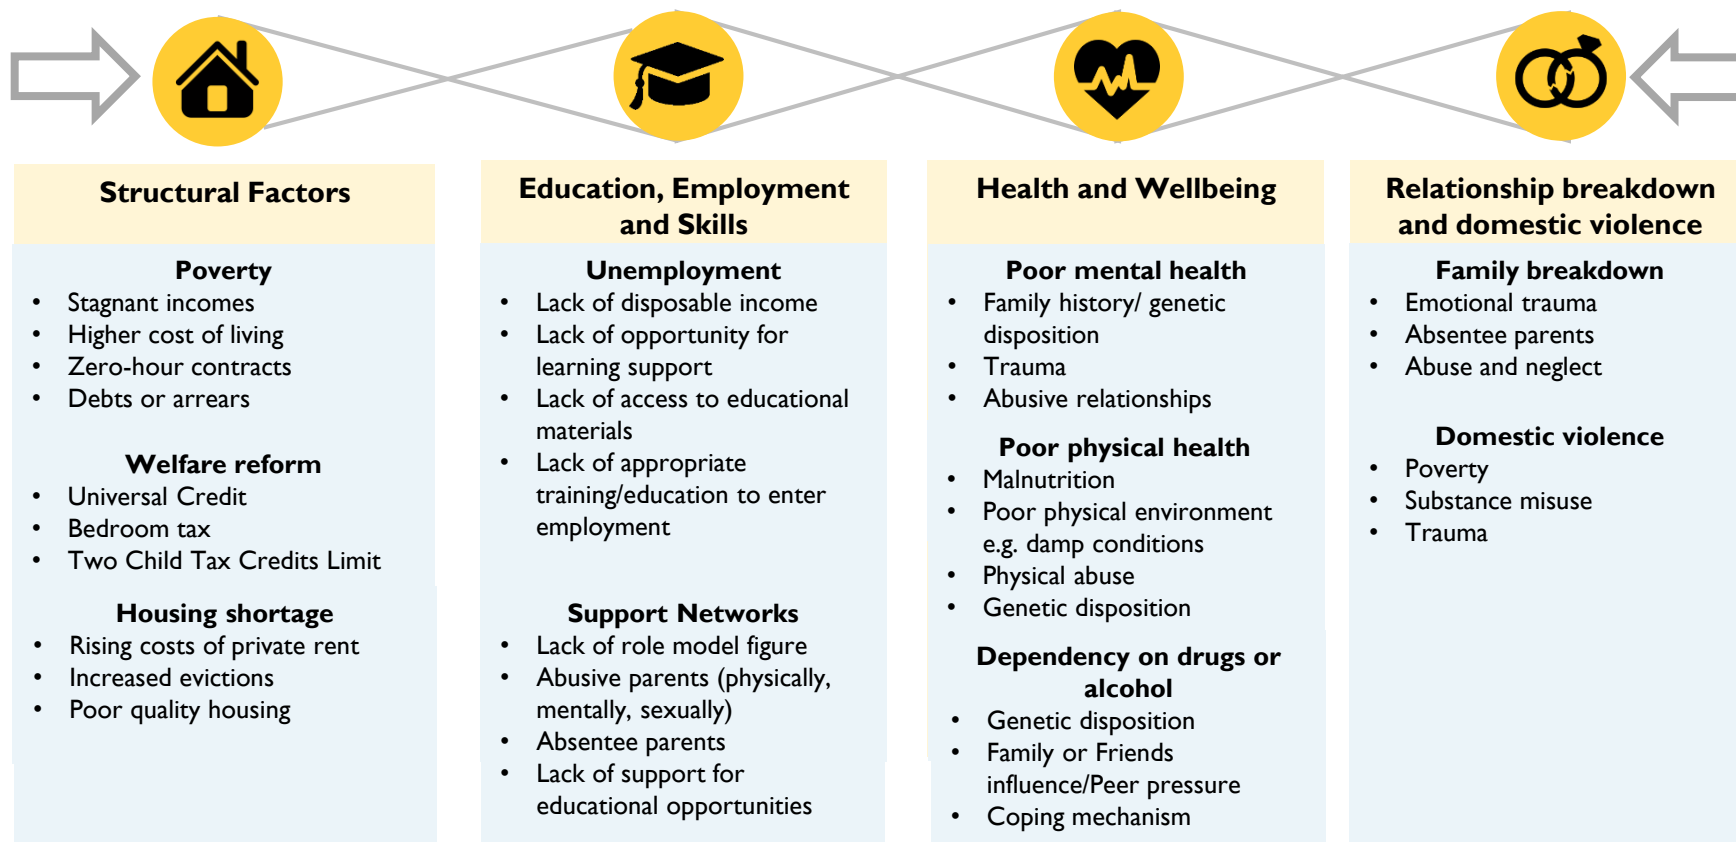 Structural Factors
Poverty
• Stagnant incomes
• Higher cost of living
• Zero-hour contracts
• Debts or arrears
Welfare reform
• Universal Credit
• Bedroom tax
• Two Child Tax Credits Limit
Housing shortage
• Rising costs of private rent
• Increased evictions
• Poor quality housing
Education, Employment
and Skills
Unemployment
• Lack of disposable income
• Lack of opportunity for
learning support
• Lack of access to educational
materials
• Lack of appropriate
training/education to enter
employment
Support Networks
• Lack of role model figure
• Abusive parents (physically,
mentally, sexually)
• Absentee parents
• Lack of support for
educational opportunities
Health and Wellbeing
Poor mental health
• Family history/ genetic
disposition
• Trauma
• Abusive relationships
Poor physical health
• Malnutrition
• Poor physical environment
e.g. damp conditions
• Physical abuse
• Genetic disposition
Dependency on drugs or
alcohol
• Genetic disposition
• Family or Friends
influence/Peer pressure
• Coping mechanism
Relationship breakdown
and domestic violence
Family breakdown
• Emotional trauma
• Absentee parents
• Abuse and neglect
Domestic violence
• Poverty
• Substance misuse
• Trauma